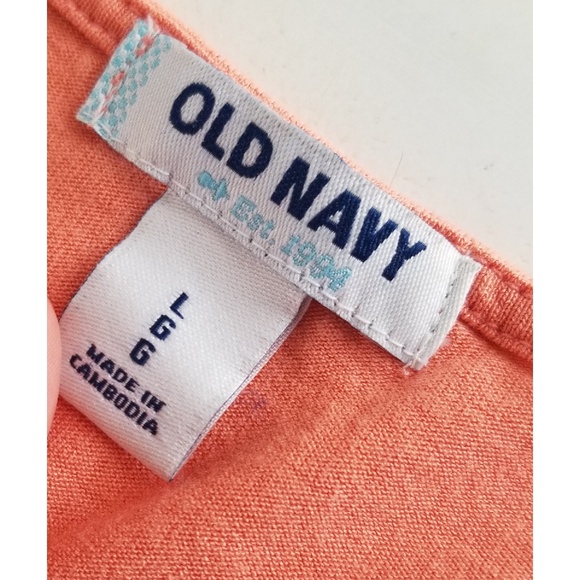 OLD NAVY
Est. 1994
L
G
G
MADE IN
CAMBODIA